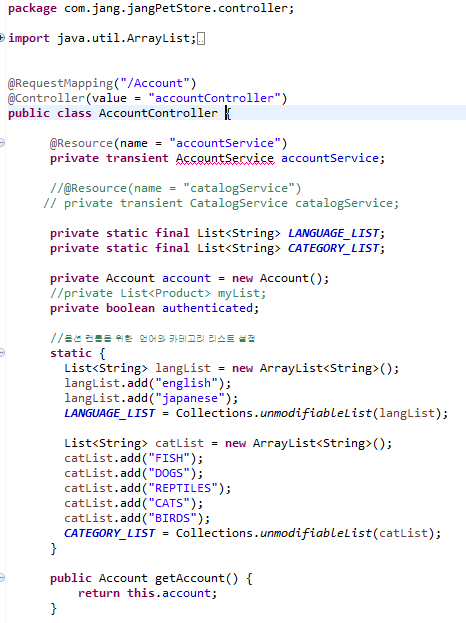 package com.jang.jangPetStore.controller;
import java.util.ArrayList;
@RequestMapping("/Account")
@Controller(value = "accountController")
public class AccountController {
@Resource(name = "accountService")
private transient AccountService accountService;
//@Resource(name = "catalogService")
// private transient CatalogService catalogService;
private static final List<String> LANGUAGE_LIST;
private static final List<String> CATEGORY_LIST;
private Account account = new Account();
//private List<Product> myList;
private boolean authenticated;
//옵션 컨트롤을 위한 언어와 카테고리 리스트 설정
static {
List<String> langList = new ArrayList<String>();
langList.add("english");
langList.add("japanese");
LANGUAGE_LIST = Collections.unmodifiableList(langList);
List<String> catList = new ArrayList<String>();
catList.add("FISH");
catList.add("DOGS");
catList.add("REPTILES");
catList.add("CATS");
catList.add("BIRDS");
CATEGORY_LIST = Collections.unmodifiableList(catList);
}
public Account getAccount() {
return this.account;
}